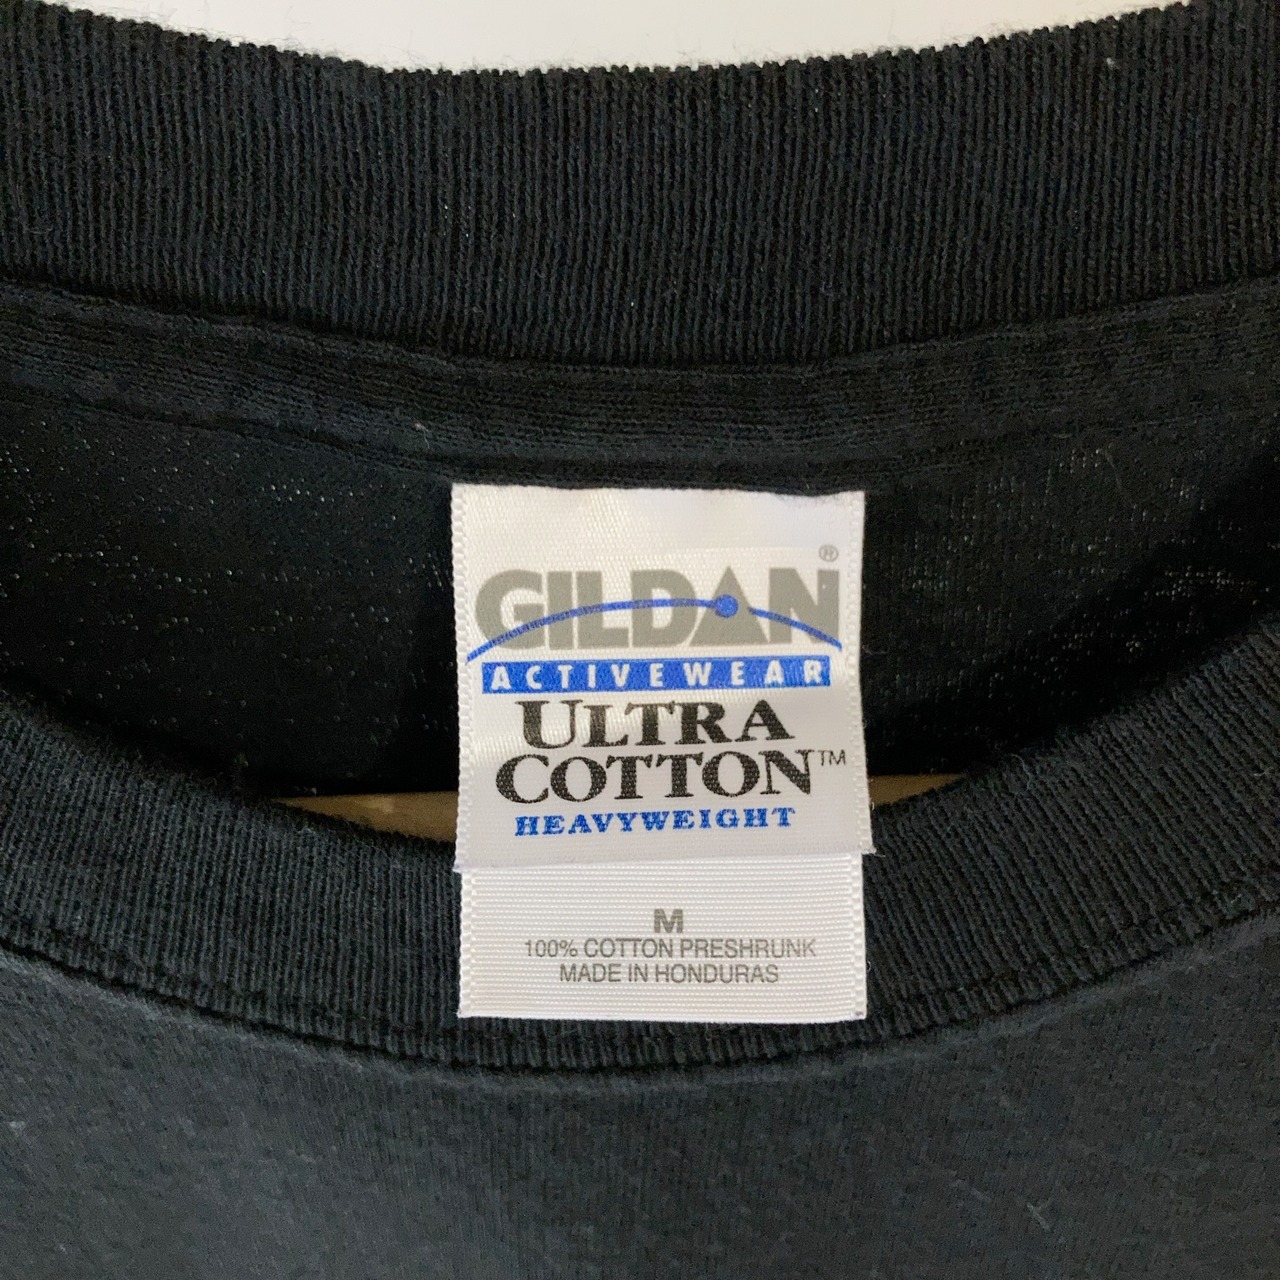 GILDAN®
ACTIVEWEAR
ULTRA
COTTON™
HEAVYWEIGHT
M
100% COTTON PRESHRUNK
MADE IN HONDURAS